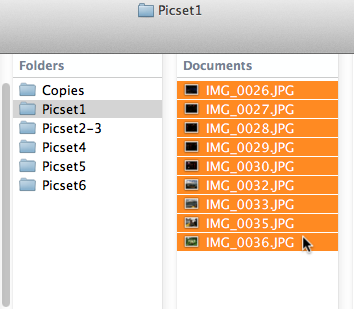 Picset1
Folders
Copies
Picset1
Picset2-3
Picset4
Picset5
Picset6
Documents
IMG_0026.JPG
IMG_0027.JPG
IMG_0028.JPG
IMG_0029.JPG
IMG_0030.JPG
IMG_0032.JPG
IMG_0033.JPG
IMG_0035.JPG
IMG_0036.JPG